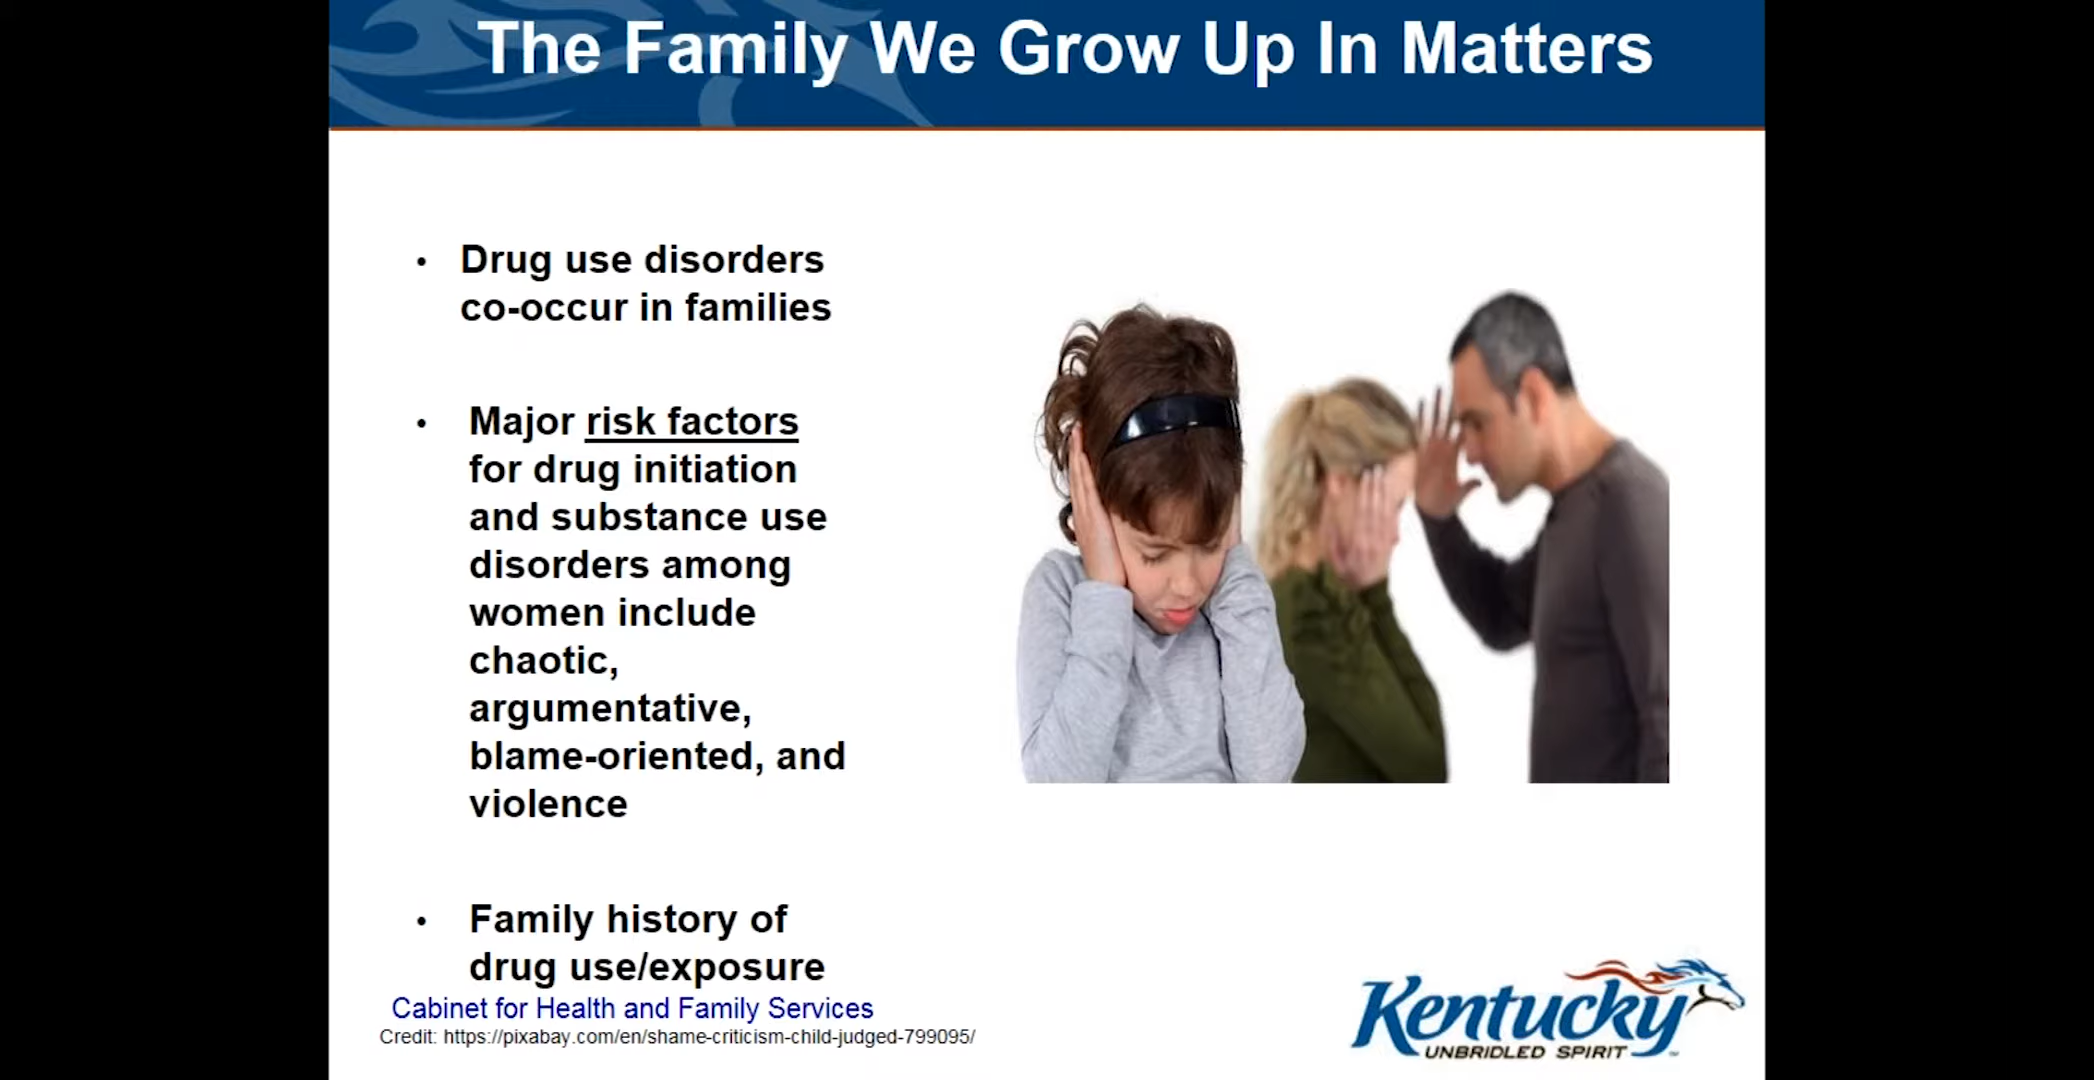 The Family We Grow Up In Matters
• Drug use disorders
co-occur in families
• Major risk factors
for drug initiation
and substance use
disorders among
women include
chaotic,
argumentative,
blame-oriented, and
violence
• Family history of
drug use/exposure
Cabinet for Health and Family Services
Credit: https://pixabay.com/en/shame-criticism-child-judged-799095/
Kentucky
UNBRIDLED SPIRIT™